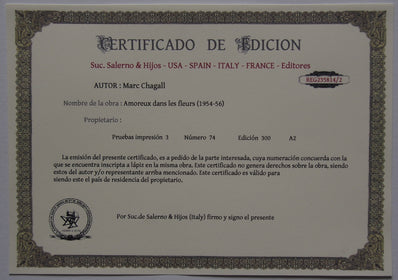 CERTIFICADO DE EDICION
Suc. Salerno & Hijos - USA - SPAIN - ITALY - FRANCE - Editores
REG235814/2
AUTOR : Marc Chagall
Nombre de la obra : Amoreux dans les fleurs (1954-56)
Propietario :
Pruebas impresión 3 Número 74 Edición 300 A2
La emisión del presente certificado, es a pedido de la parte interesada, cuya numeración concuerda con la
que se encuentra inscripta a lápiz en la misma obra. Este certificado no genera derechos sobre la obra, siendo
estos del autor y/o representante arriba mencionado. Este certificado es válido para
siendo este el país de residencia del propietario.
Por Suc.de Salerno & Hijos (Italy) firmo y signo el presente